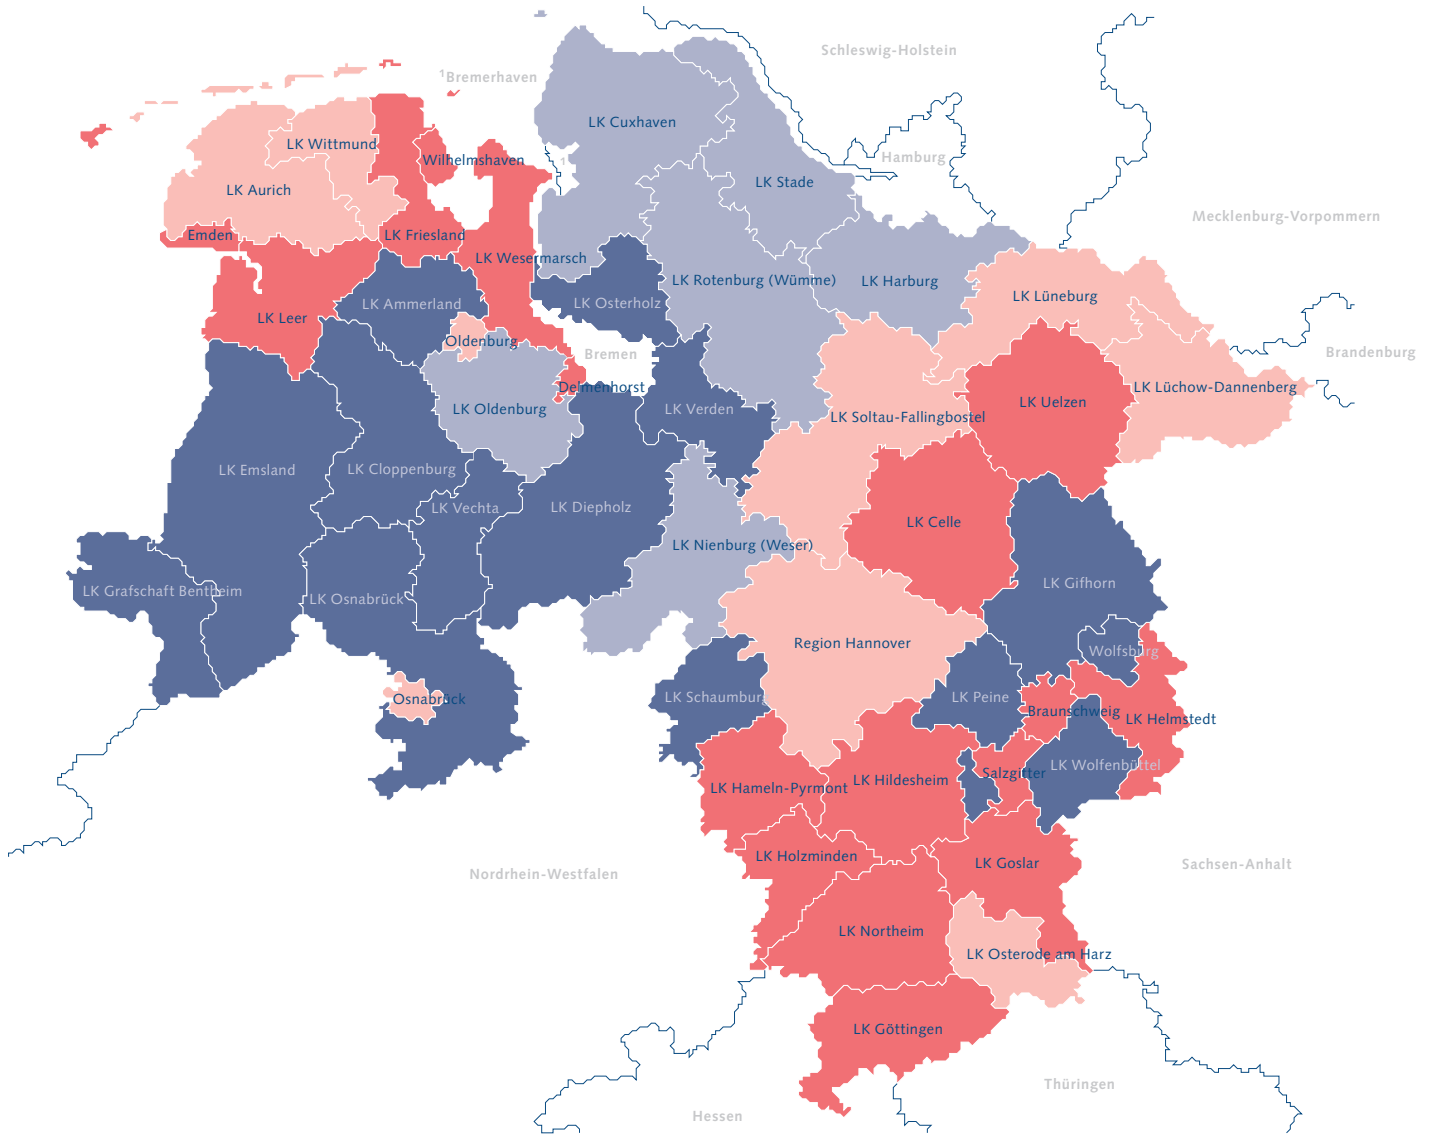 Schleswig-Holstein
¹Bremerhaven
LK Cuxhaven
LK Wittmund
Wilhelmshaven
1
Hamburg
LK Stade
LK Aurich
Mecklenburg-Vorpommern
Emden
LK Friesland
LK Wesermarsch
LK Rotenburg (Wümme)
LK Harburg
LK Lüneburg
LK Ammerland
LK Osterholz
LK Leer
Oldenburg
Bremen
Brandenburg
Delmenhorst
LK Lüchow-Dannenberg
LK Uelzen
LK Oldenburg
LK Verden
LK Soltau-Fallingbostel
LK Emsland
LK Cloppenburg
LK Vechta
LK Diepholz
LK Celle
LK Nienburg (Weser)
LK Gifhorn
LK Grafschaft Bentheim
LK Osnabrück
Region Hannover
Wolfsburg
Osnabrück
LK Schaumburg
LK Peine
Braunschweig
LK Helmstedt
LK Wolfenbüttel
Salzgitter
LK Hildesheim
LK Hameln-Pyrmont
LK Holzminden
LK Goslar
Sachsen-Anhalt
Nordrhein-Westfalen
LK Northeim
LK Osterode am Harz
LK Göttingen
Thüringen
Hessen